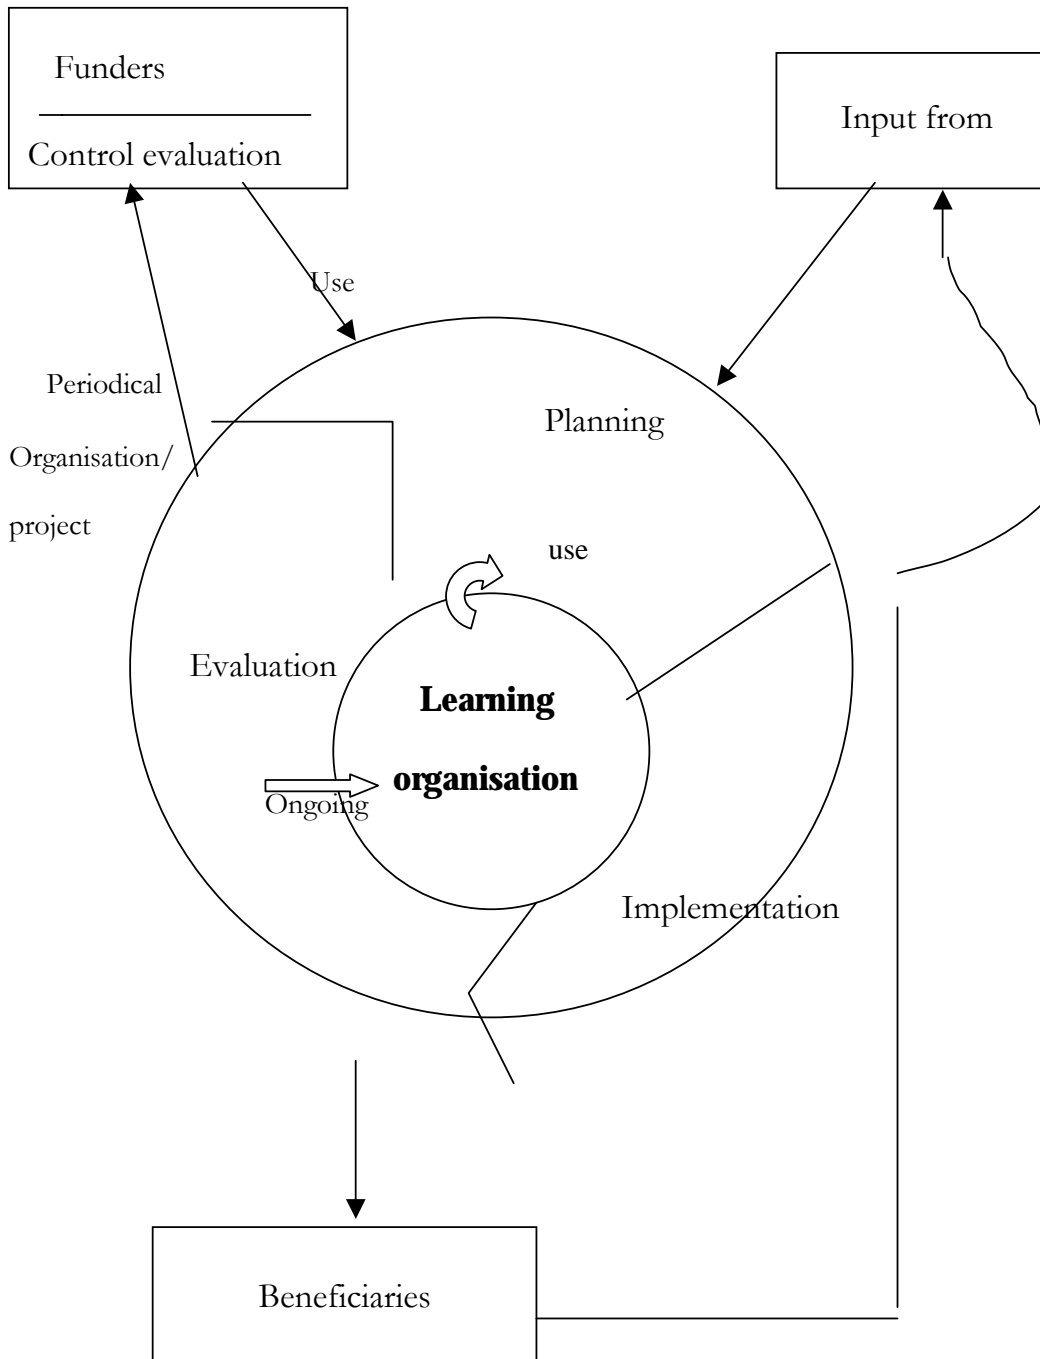 Funders
Control evaluation
Input from
Use
Periodical
Organisation/
project
Planning
use
Evaluation
Learning
organisation
Ongoing
Implementation
Beneficiaries